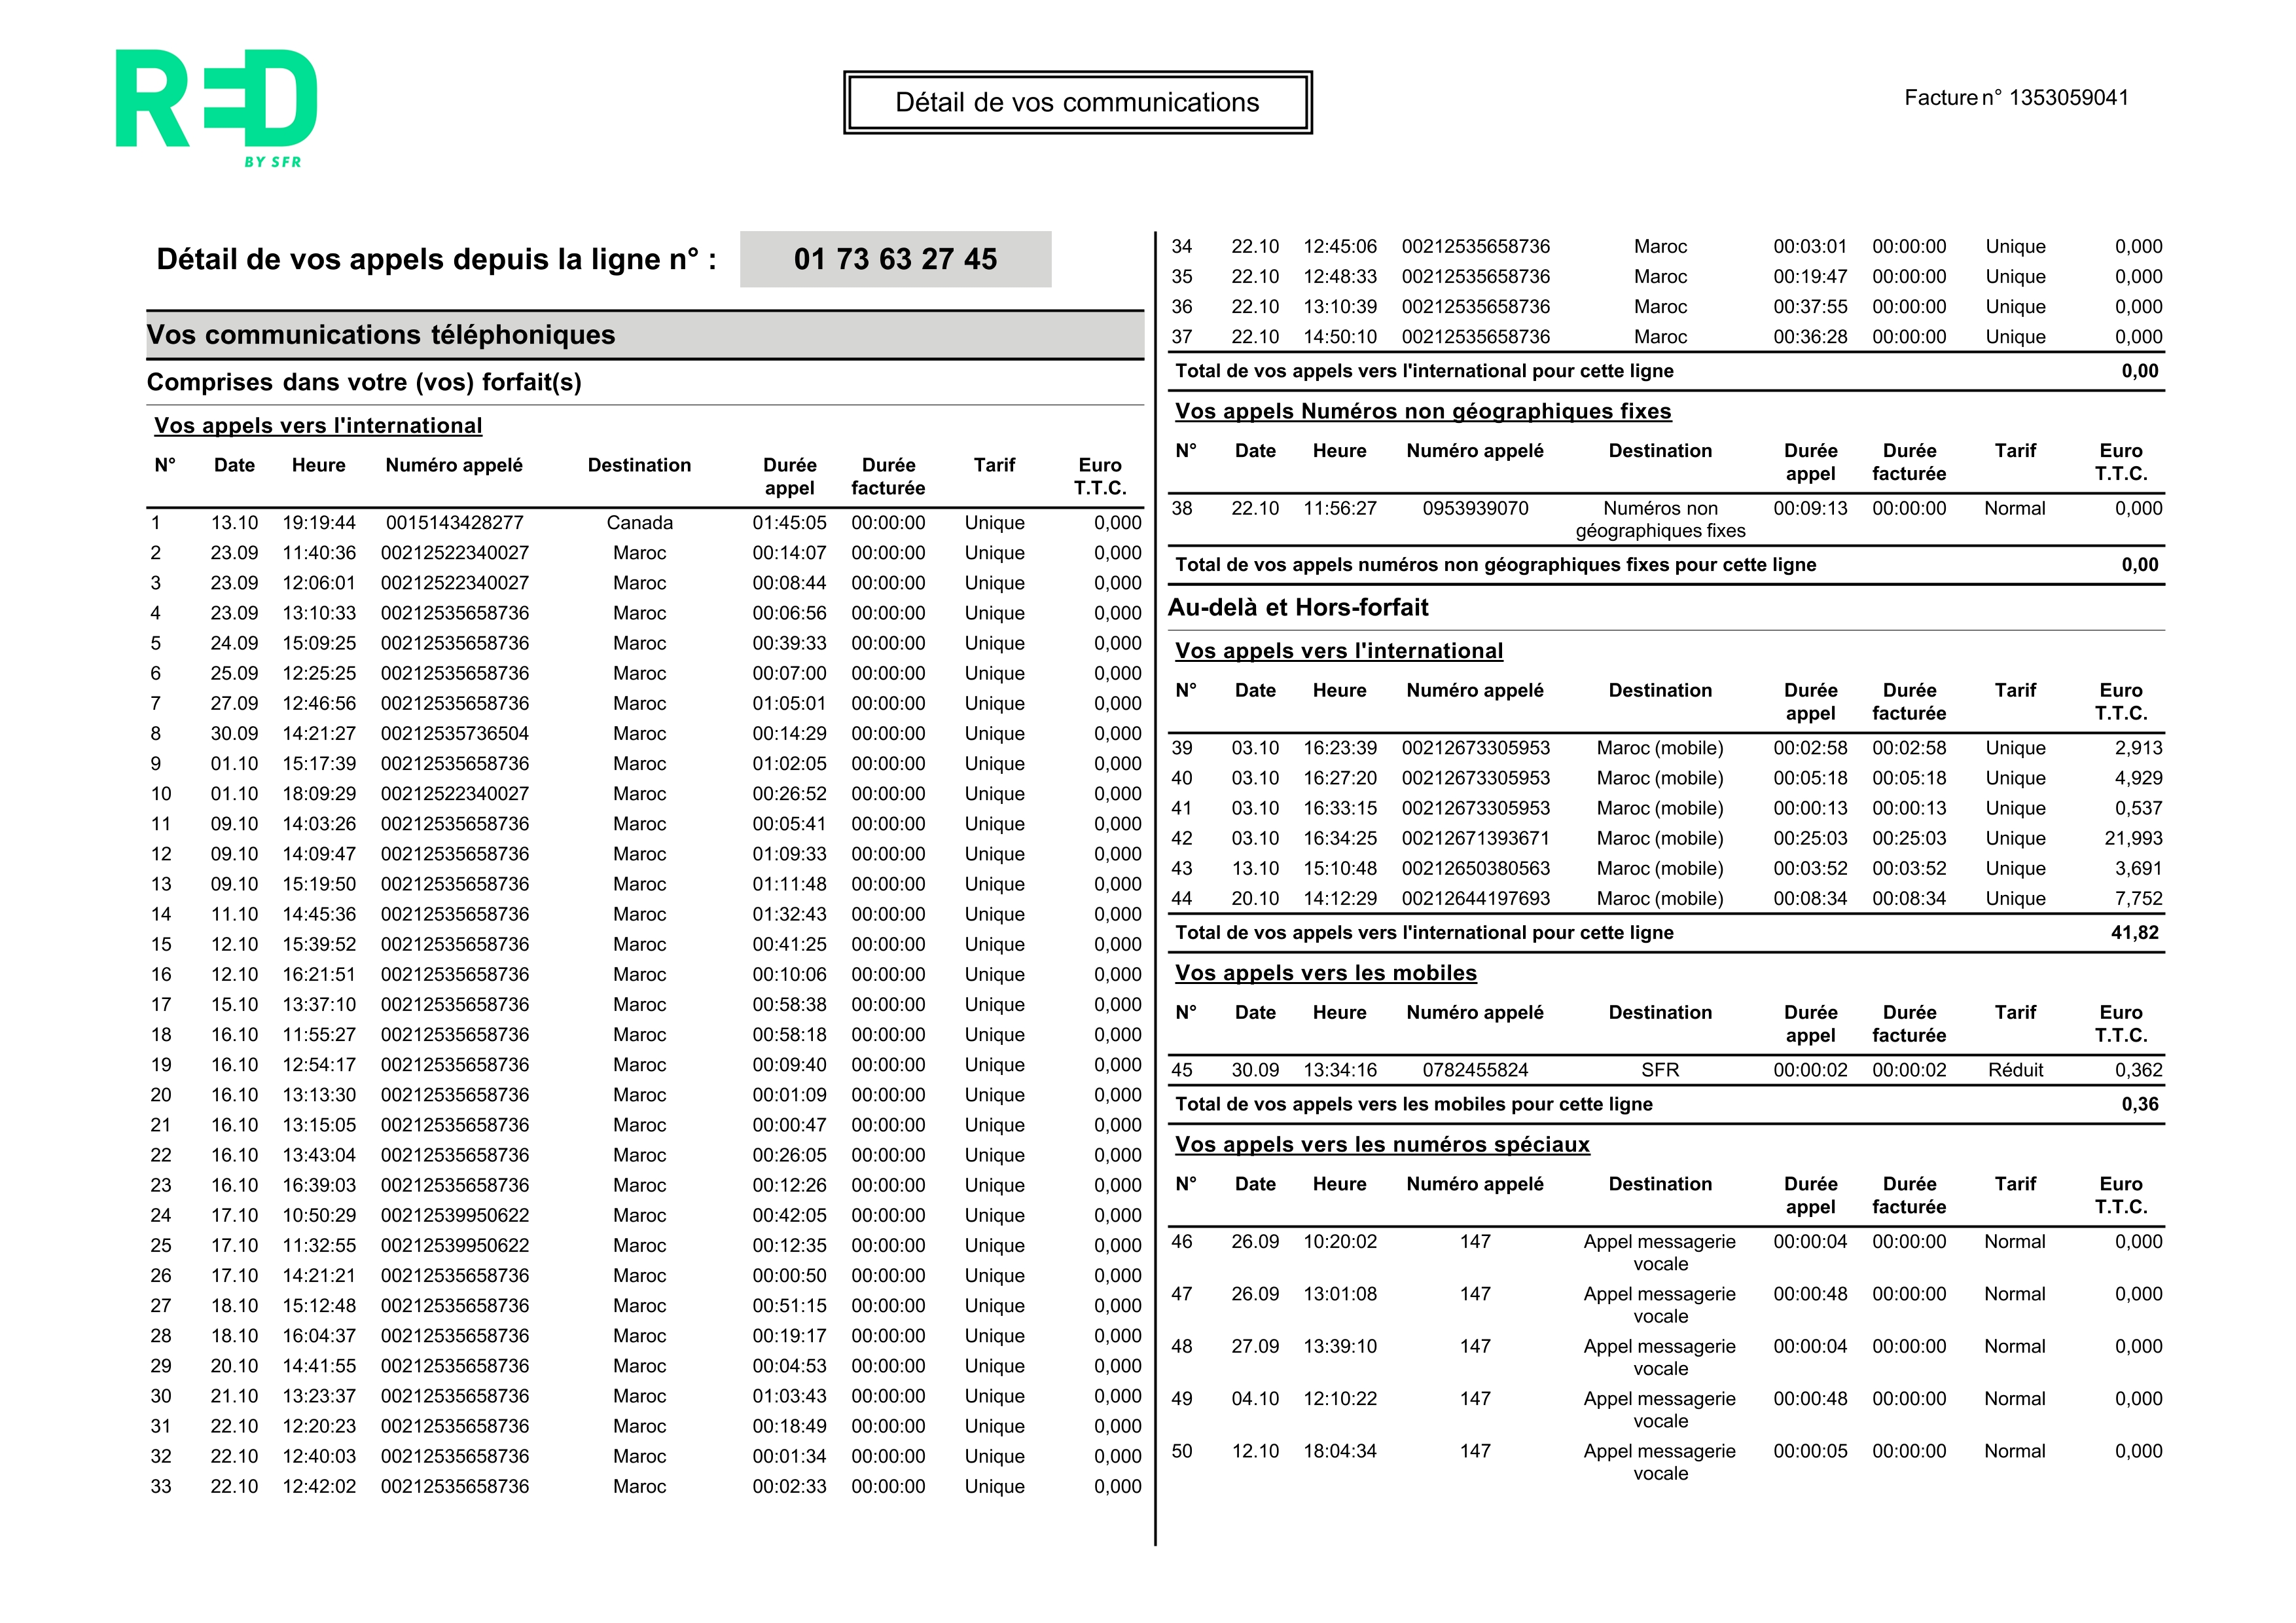 RED
BY SFR
Détail de vos communications
Facture n° 1353059041
Détail de vos appels depuis la ligne n° : 01 73 63 27 45
Vos communications téléphoniques
Comprises dans votre (vos) forfait(s)
Vos appels vers l'international
N° Date Heure Numéro appelé Destination Durée Durée Tarif Euro
appel facturée T.T.C.
1 13.10 19:19:44 0015143428277 Canada 01:45:05 00:00:00 Unique 0,000
2 23.09 11:40:36 00212522340027 Maroc 00:14:07 00:00:00 Unique 0,000
3 23.09 12:06:01 00212522340027 Maroc 00:08:44 00:00:00 Unique 0,000
4 23.09 13:10:33 00212535658736 Maroc 00:06:56 00:00:00 Unique 0,000
5 24.09 15:09:25 00212535658736 Maroc 00:39:33 00:00:00 Unique 0,000
6 25.09 12:25:25 00212535658736 Maroc 00:07:00 00:00:00 Unique 0,000
7 27.09 12:46:56 00212535658736 Maroc 01:05:01 00:00:00 Unique 0,000
8 30.09 14:21:27 00212535736504 Maroc 00:14:29 00:00:00 Unique 0,000
9 01.10 15:17:39 00212535658736 Maroc 01:02:05 00:00:00 Unique 0,000
10 01.10 18:09:29 00212522340027 Maroc 00:26:52 00:00:00 Unique 0,000
11 09.10 14:03:26 00212535658736 Maroc 00:05:41 00:00:00 Unique 0,000
12 09.10 14:09:47 00212535658736 Maroc 01:09:33 00:00:00 Unique 0,000
13 09.10 15:19:50 00212535658736 Maroc 01:11:48 00:00:00 Unique 0,000
14 11.10 14:45:36 00212535658736 Maroc 01:32:43 00:00:00 Unique 0,000
15 12.10 15:39:52 00212535658736 Maroc 00:41:25 00:00:00 Unique 0,000
16 12.10 16:21:51 00212535658736 Maroc 00:10:06 00:00:00 Unique 0,000
17 15.10 13:37:10 00212535658736 Maroc 00:58:38 00:00:00 Unique 0,000
18 16.10 11:55:27 00212535658736 Maroc 00:58:18 00:00:00 Unique 0,000
19 16.10 12:54:17 00212535658736 Maroc 00:09:40 00:00:00 Unique 0,000
20 16.10 13:13:30 00212535658736 Maroc 00:01:09 00:00:00 Unique 0,000
21 16.10 13:15:05 00212535658736 Maroc 00:00:47 00:00:00 Unique 0,000
22 16.10 13:43:04 00212535658736 Maroc 00:26:05 00:00:00 Unique 0,000
23 16.10 16:39:03 00212535658736 Maroc 00:12:26 00:00:00 Unique 0,000
24 17.10 10:50:29 00212539950622 Maroc 00:42:05 00:00:00 Unique 0,000
25 17.10 11:32:55 00212539950622 Maroc 00:12:35 00:00:00 Unique 0,000
26 17.10 14:21:21 00212535658736 Maroc 00:00:50 00:00:00 Unique 0,000
27 18.10 15:12:48 00212535658736 Maroc 00:51:15 00:00:00 Unique 0,000
28 18.10 16:04:37 00212535658736 Maroc 00:19:17 00:00:00 Unique 0,000
29 20.10 14:41:55 00212535658736 Maroc 00:04:53 00:00:00 Unique 0,000
30 21.10 13:23:37 00212535658736 Maroc 01:03:43 00:00:00 Unique 0,000
31 22.10 12:20:23 00212535658736 Maroc 00:18:49 00:00:00 Unique 0,000
32 22.10 12:40:03 00212535658736 Maroc 00:01:34 00:00:00 Unique 0,000
33 22.10 12:42:02 00212535658736 Maroc 00:02:33 00:00:00 Unique 0,000
34 22.10 12:45:06 00212535658736 Maroc 00:03:01 00:00:00 Unique 0,000
35 22.10 12:48:33 00212535658736 Maroc 00:19:47 00:00:00 Unique 0,000
36 22.10 13:10:39 00212535658736 Maroc 00:37:55 00:00:00 Unique 0,000
37 22.10 14:50:10 00212535658736 Maroc 00:36:28 00:00:00 Unique 0,000
Total de vos appels vers l'international pour cette ligne 0,00
Vos appels Numéros non géographiques fixes
N° Date Heure Numéro appelé Destination Durée Durée Tarif Euro
appel facturée T.T.C.
38 22.10 11:56:27 0953939070 Numéros non 00:09:13 00:00:00 Normal 0,000
géographiques fixes
Total de vos appels numéros non géographiques fixes pour cette ligne 0,00
Au-delà et Hors-forfait
Vos appels vers l'international
N° Date Heure Numéro appelé Destination Durée Durée Tarif Euro
appel facturée T.T.C.
39 03.10 16:23:39 00212673305953 Maroc (mobile) 00:02:58 00:02:58 Unique 2,913
40 03.10 16:27:20 00212673305953 Maroc (mobile) 00:05:18 00:05:18 Unique 4,929
41 03.10 16:33:15 00212673305953 Maroc (mobile) 00:00:13 00:00:13 Unique 0,537
42 03.10 16:34:25 00212671393671 Maroc (mobile) 00:25:03 00:25:03 Unique 21,993
43 13.10 15:10:48 00212650380563 Maroc (mobile) 00:03:52 00:03:52 Unique 3,691
44 20.10 14:12:29 00212644197693 Maroc (mobile) 00:08:34 00:08:34 Unique 7,752
Total de vos appels vers l'international pour cette ligne 41,82
Vos appels vers les mobiles
N° Date Heure Numéro appelé Destination Durée Durée Tarif Euro
appel facturée T.T.C.
45 30.09 13:34:16 0782455824 SFR 00:00:02 00:00:02 Réduit 0,362
Total de vos appels vers les mobiles pour cette ligne 0,36
Vos appels vers les numéros spéciaux
N° Date Heure Numéro appelé Destination Durée Durée Tarif Euro
appel facturée T.T.C.
46 26.09 10:20:02 147 Appel messagerie 00:00:04 00:00:00 Normal 0,000
vocale
47 26.09 13:01:08 147 Appel messagerie 00:00:48 00:00:00 Normal 0,000
vocale
48 27.09 13:39:10 147 Appel messagerie 00:00:04 00:00:00 Normal 0,000
vocale
49 04.10 12:10:22 147 Appel messagerie 00:00:48 00:00:00 Normal 0,000
vocale
50 12.10 18:04:34 147 Appel messagerie 00:00:05 00:00:00 Normal 0,000
vocale